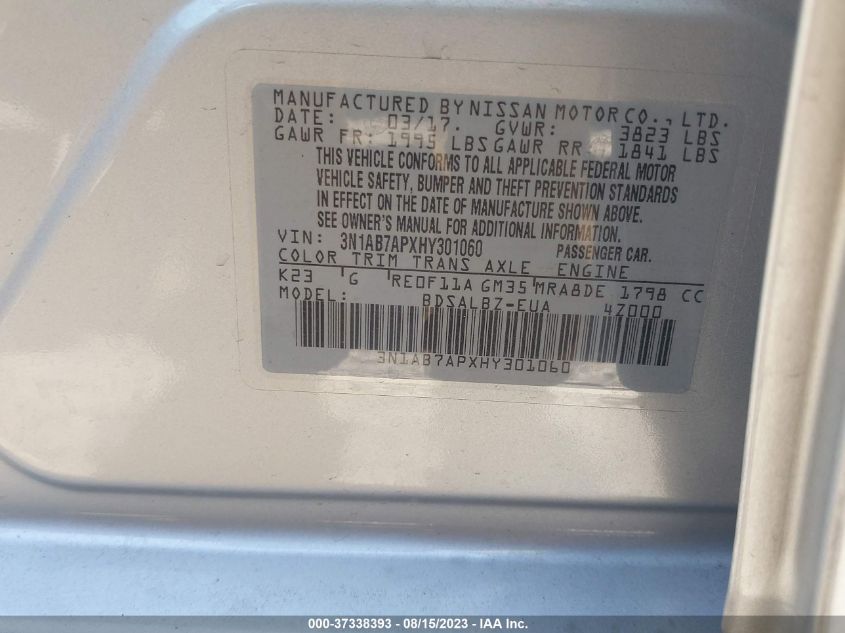 MANUFACTURED BY NISSAN MOTOR CO., LTD.
DATE: 03/17. GVWR: 3823 LBS
GAWR FR: 1995 LBS GAWR RR 1841 LBS
THIS VEHICLE CONFORMS TO ALL APPLICABLE FEDERAL MOTOR
VEHICLE SAFETY, BUMPER AND THEFT PREVENTION STANDARDS
IN EFFECT ON THE DATE OF MANUFACTURE SHOWN ABOVE.
SEE OWNER'S MANUAL FOR ADDITIONAL INFORMATION.
VIN: 3N1AB7APXHY301060 PASSENGER CAR.
COLOR TRIM TRANS AXLE ENGINE
K23 G RE0F11A GM35 MRA8DE 1798 CC
MODEL: BDSALBZ-EUA 4Z000
3N1AB7APXHY301060
000-37338393 - 08/15/2023 - IAA Inc.